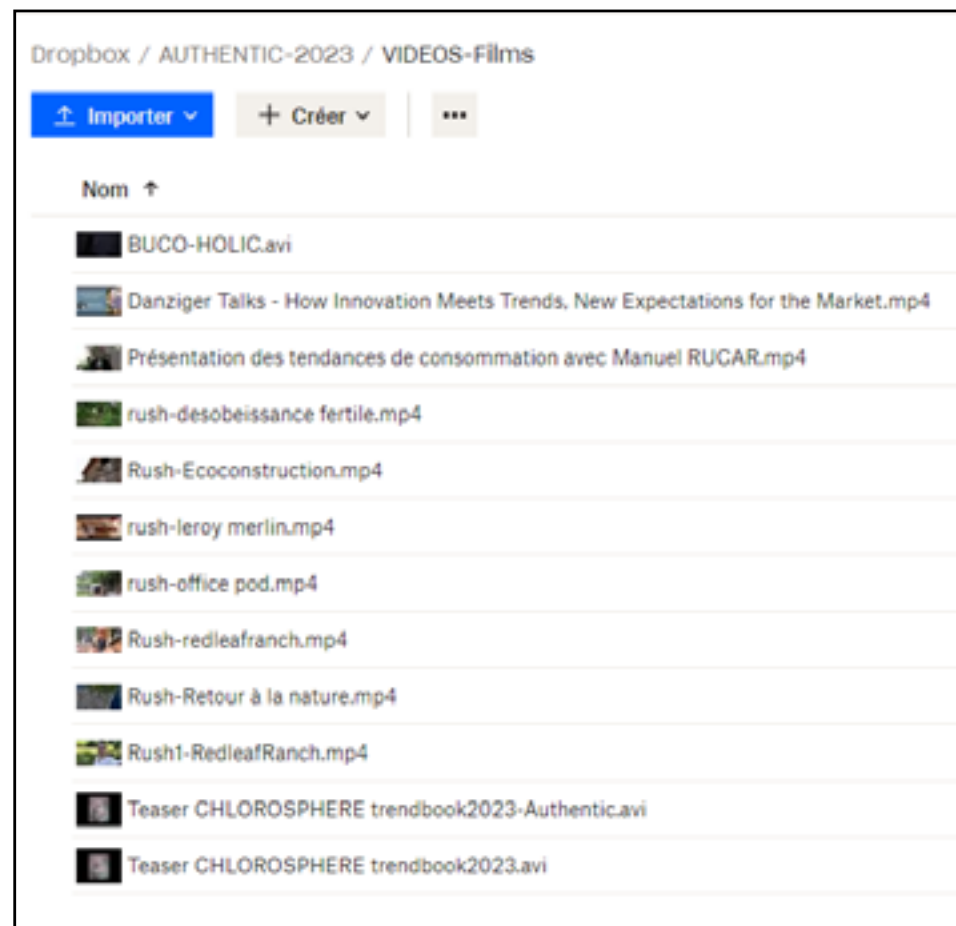 Dropbox / AUTHENTIC-2023 / VIDEOS-Films
Importer + Créer ...
Nom ↑
BUCO-HOLIC.avi
Danziger Talks - How Innovation Meets Trends, New Expectations for the Market.mp4
Présentation des tendances de consommation avec Manuel RUCAR.mp4
rush-desobeissance fertile.mp4
Rush-Ecoconstruction.mp4
rush-leroy merlin.mp4
rush-office pod.mp4
Rush-redleafranch.mp4
Rush-Retour à la nature.mp4
Rush1-RedleafRanch.mp4
Teaser CHLOROSPHERE trendbook2023-Authentic.avi
Teaser CHLOROSPHERE trendbook2023.avi